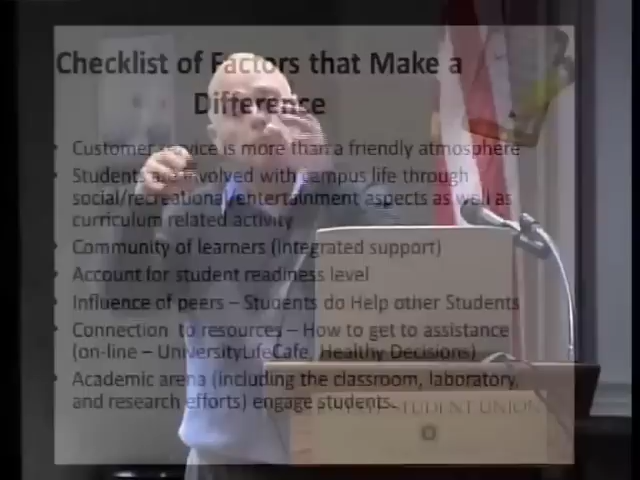 Checklist of Factors that Make a
Difference
Customer Service is more than a friendly atmosphere
Students are involved with campus life through
social/recreational/entertainment aspects as well as
curriculum related activity
Community of learners (integrated support)
Account for student readiness level
Influence of peers – Students do Help other Students
Connection to resources – How to get to assistance
(on-line – UniversityLifeCafe, Healthy Decisions)
Academic arena (including the classroom, laboratory,
and research efforts) engage students.
STUDENT UNION